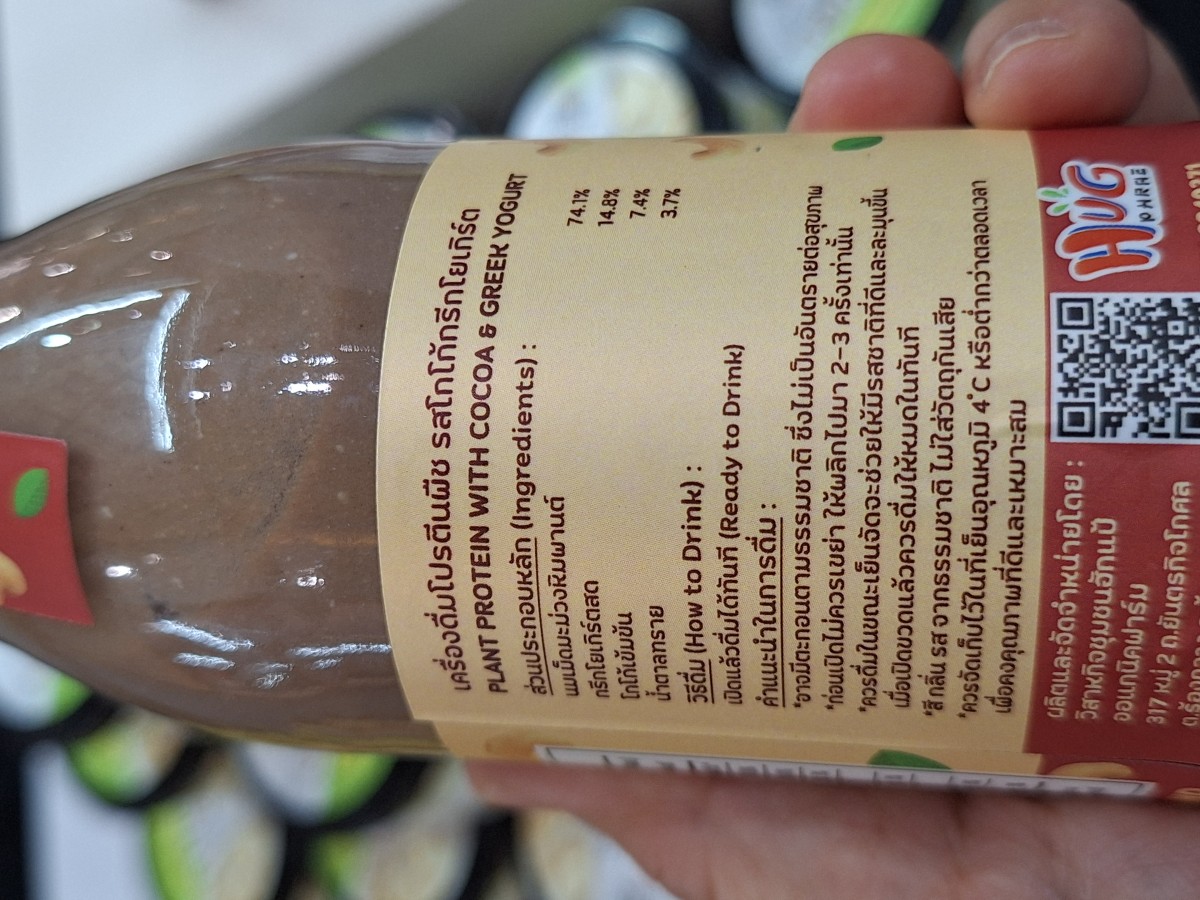 เครื่องดื่มโปรตีนพืช รสโกโก้กรีกโยเกิร์ต
PLANT PROTEIN WITH COCOA & GREEK YOGURT
ส่วนประกอบหลัก (Ingredients) :
นมเม็ดมะม่วงหิมพานต์ 74.1%
กรีกโยเกิร์ตสด 14.8%
โกโก้เข้มข้น 7.4%
น้ำตาลทราย 3.7%
วิธีดื่ม (How to Drink) :
เปิดแล้วดื่มได้ทันที (Ready to Drink)
คำแนะนำในการดื่ม :
*อาจมีตะกอนตามธรรมชาติ ซึ่งไม่เป็นอันตรายต่อสุขภาพ
*ก่อนเปิดไม่ควรเขย่า ให้พลิกไปมา 2-3 ครั้งเท่านั้น
*ควรดื่มในขณะเย็นจัดจะช่วยให้มีรสชาติที่ดีและละมุนขึ้น
เมื่อเปิดขวดแล้วควรดื่มให้หมดในทันที
*สี กลิ่น รส จากธรรมชาติ ไม่ใส่วัตถุกันเสีย
*ควรจัดเก็บไว้ในที่เย็นอุณหภูมิ 4°C หรือต่ำกว่าตลอดเวลา
เพื่อคงคุณภาพที่ดีและเหมาะสม
HUG
PHRAE
ผลิตและจัดจำหน่ายโดย :
วิสาหกิจชุมชนฮักแป้
ออแกนิคฟาร์ม
317 หมู่ 2 ถ.ยันตรกิจโกศล